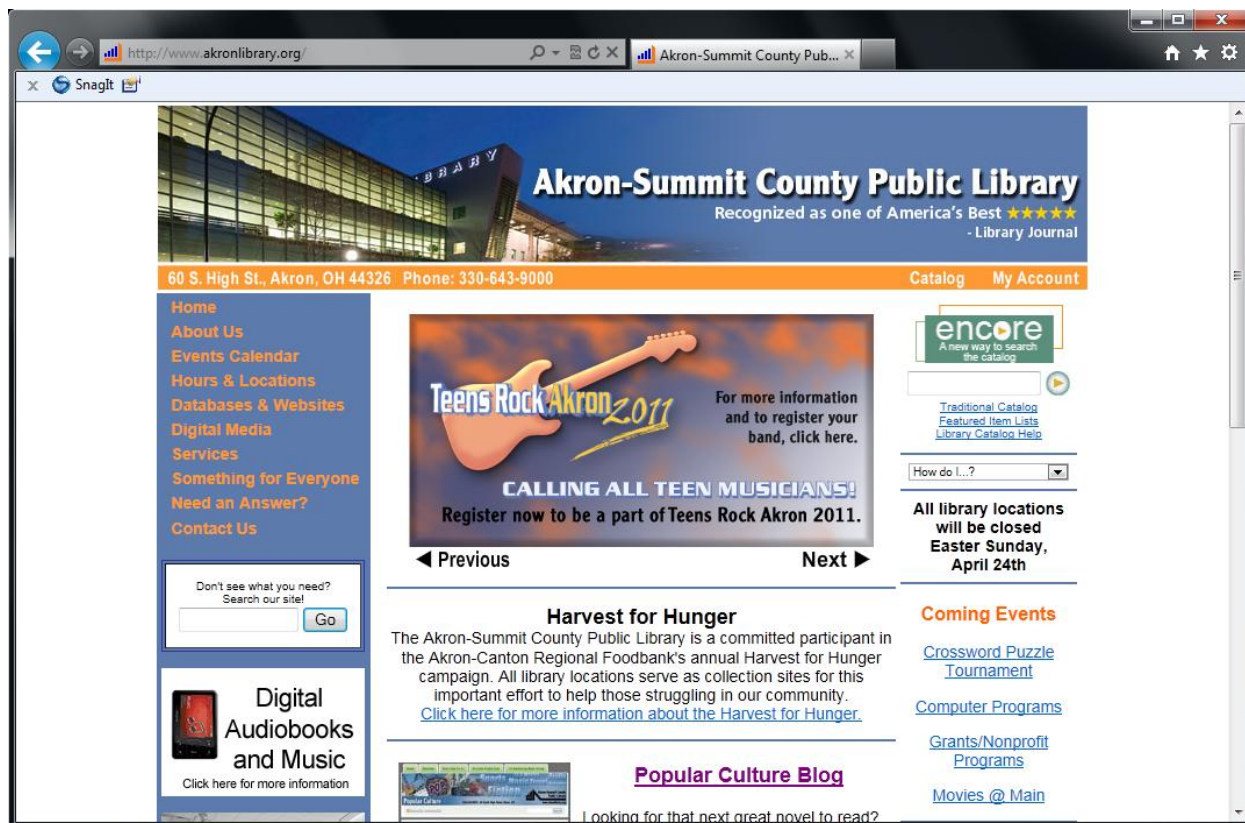 http://www.akronlibrary.org/
Akron-Summit County Pub...
x SnagIt
LIBRARY
Akron-Summit County Public Library
Recognized as one of America's Best ★★★★★
- Library Journal
60 S. High St., Akron, OH 44326 Phone: 330-643-9000
Catalog My Account
Home
About Us
Events Calendar
Hours & Locations
Databases & Websites
Digital Media
Services
Something for Everyone
Need an Answer?
Contact Us
Don't see what you need?
Search our site!
Go
Digital
Audiobooks
and Music
Click here for more information
Teens Rock Akron 2011
For more information
and to register your
band, click here.
CALLING ALL TEEN MUSICIANS!
Register now to be a part of Teens Rock Akron 2011.
◄ Previous
Next ►
Harvest for Hunger
The Akron-Summit County Public Library is a committed participant in
the Akron-Canton Regional Foodbank's annual Harvest for Hunger
campaign. All library locations serve as collection sites for this
important effort to help those struggling in our community.
Click here for more information about the Harvest for Hunger.
Popular Culture
Fiction
Popular Culture Blog
Looking for that next great novel to read?
encore
A new way to search
the catalog
Traditional Catalog
Featured Item Lists
Library Catalog Help
How do I...?
All library locations
will be closed
Easter Sunday,
April 24th
Coming Events
Crossword Puzzle
Tournament
Computer Programs
Grants/Nonprofit
Programs
Movies @ Main